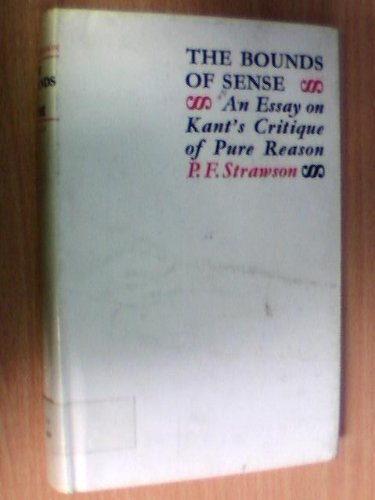 THE BOUNDS
OF SENSE §§§
§§§ An Essay on
Kant's Critique
of Pure Reason
P. F. Strawson §§§